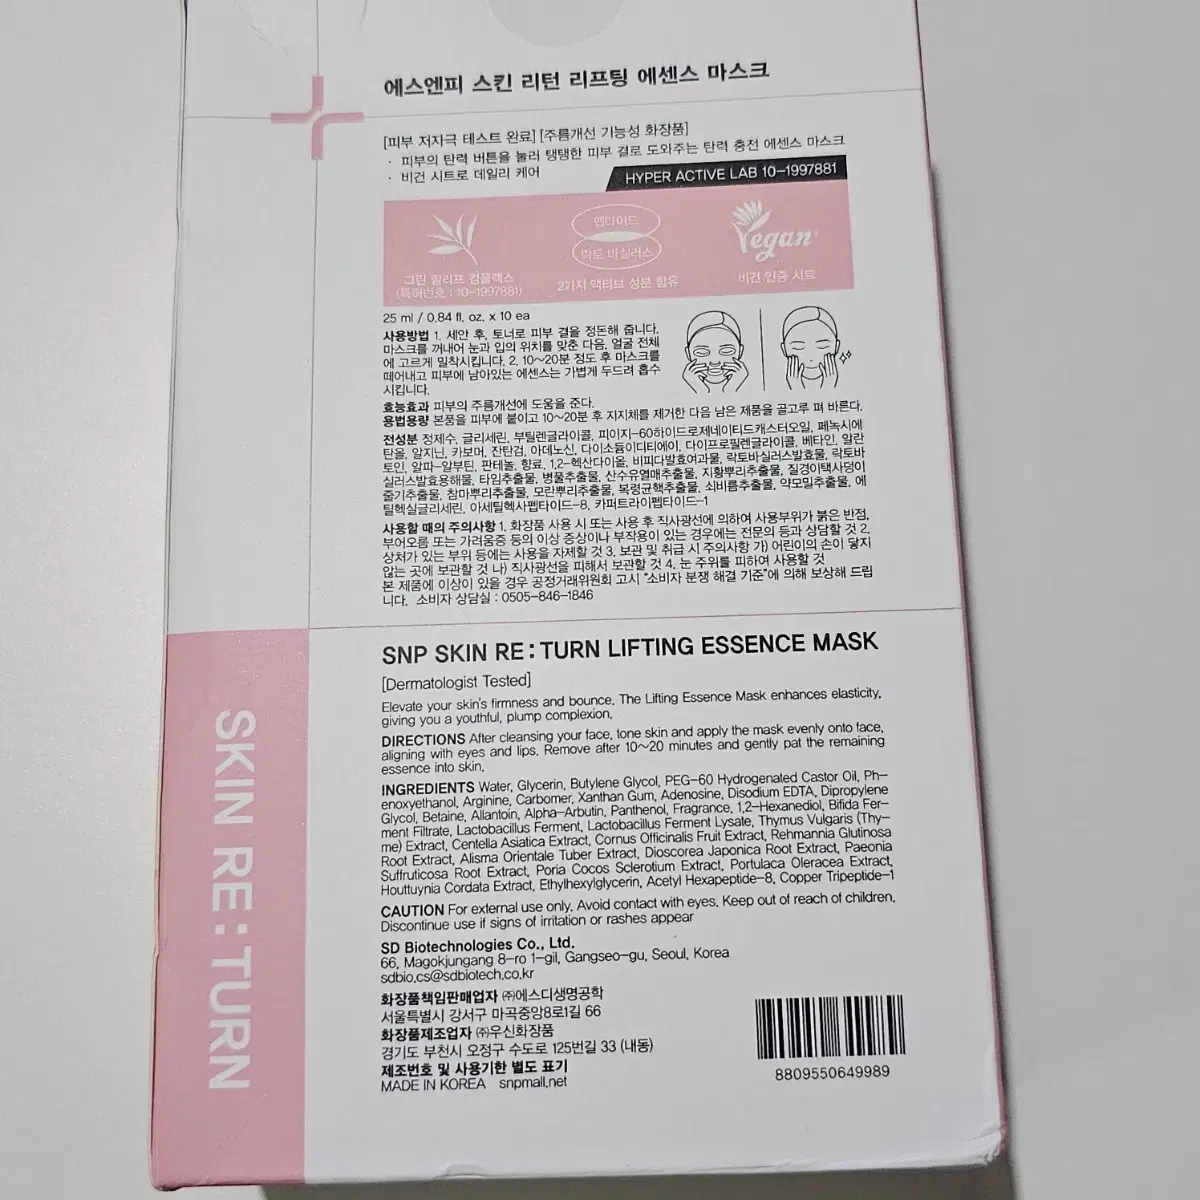 에스엔피 스킨 리턴 리프팅 에센스 마스크
[피부 저자극 테스트 완료] [주름개선 기능성 화장품]
· 피부의 탄력 버튼을 눌러 탱탱한 피부 결로 도와주는 탄력 충전 에센스 마스크
· 비건 시트로 데일리 케어
HYPER ACTIVE LAB 10-1997881
그린 릴리프 컴플렉스
(특허번호 : 10-1997881)
펩타이드
락토 바실러스
2가지 액티브 성분 함유
Vegan
비건 인증 시트
25 ml / 0.84 fl. oz. x 10 ea
사용방법 1. 세안 후, 토너로 피부 결을 정돈해 줍니다.
마스크를 꺼내어 눈과 입의 위치를 맞춘 다음, 얼굴 전체
에 고르게 밀착시킵니다. 2. 10~20분 정도 후 마스크를
떼어내고 피부에 남아있는 에센스는 가볍게 두드려 흡수
시킵니다.
효능효과 피부의 주름개선에 도움을 준다.
용법용량 본품을 피부에 붙이고 10~20분 후 지지체를 제거한 다음 남은 제품을 골고루 펴 바른다.
전성분 정제수, 글리세린, 부틸렌글라이콜, 피이지-60하이드로제네이티드캐스터오일, 페녹시에
탄올, 알지닌, 카보머, 잔탄검, 아데노신, 다이소듐이디티에이, 다이프로필렌글라이콜, 베타인, 알란
토인, 알파-알부틴, 판테놀, 향료, 1,2-헥산다이올, 비피다발효여과물, 락토바실러스발효물, 락토바
실러스발효용해물, 타임추출물, 병풀추출물, 산수유열매추출물, 지황뿌리추출물, 질경이택사덩이
줄기추출물, 참마뿌리추출물, 모란뿌리추출물, 복령균핵추출물, 쇠비름추출물, 약모밀추출물, 에
틸헥실글리세린, 아세틸헥사펩타이드-8, 카퍼트라이펩타이드-1
사용할 때의 주의사항 1. 화장품 사용 시 또는 사용 후 직사광선에 의하여 사용부위가 붉은 반점,
부어오름 또는 가려움증 등의 이상 증상이나 부작용이 있는 경우에는 전문의 등과 상담할 것 2.
상처가 있는 부위 등에는 사용을 자제할 것 3. 보관 및 취급 시 주의사항 가) 어린이의 손이 닿지
않는 곳에 보관할 것 나) 직사광선을 피해서 보관할 것 4. 눈 주위를 피하여 사용할 것
본 제품에 이상이 있을 경우 공정거래위원회 고시 "소비자 분쟁 해결 기준"에 의해 보상해 드립
니다. 소비자 상담실 : 0505-846-1846
SNP SKIN RE:TURN LIFTING ESSENCE MASK
[Dermatologist Tested]
Elevate your skin's firmness and bounce. The Lifting Essence Mask enhances elasticity,
giving you a youthful, plump complexion.
DIRECTIONS After cleansing your face, tone skin and apply the mask evenly onto face,
aligning with eyes and lips. Remove after 10~20 minutes and gently pat the remaining
essence into skin.
INGREDIENTS Water, Glycerin, Butylene Glycol, PEG-60 Hydrogenated Castor Oil, Ph-
enoxyethanol, Arginine, Carbomer, Xanthan Gum, Adenosine, Disodium EDTA, Dipropylene
Glycol, Betaine, Allantoin, Alpha-Arbutin, Panthenol, Fragrance, 1,2-Hexanediol, Bifida Fer-
ment Filtrate, Lactobacillus Ferment, Lactobacillus Ferment Lysate, Thymus Vulgaris (Thy-
me) Extract, Centella Asiatica Extract, Cornus Officinalis Fruit Extract, Rehmannia Glutinosa
Root Extract, Alisma Orientale Tuber Extract, Dioscorea Japonica Root Extract, Paeonia
Suffruticosa Root Extract, Poria Cocos Sclerotium Extract, Portulaca Oleracea Extract,
Houttuynia Cordata Extract, Ethylhexylglycerin, Acetyl Hexapeptide-8, Copper Tripeptide-1
CAUTION For external use only. Avoid contact with eyes. Keep out of reach of children.
Discontinue use if signs of irritation or rashes appear
SD Biotechnologies Co., Ltd.
66, Magokjungang 8-ro 1-gil, Gangseo-gu, Seoul, Korea
sdbio.cs@sdbiotech.co.kr
화장품책임판매업자 ㈜에스디생명공학
서울특별시 강서구 마곡중앙8로1길 66
화장품제조업자 ㈜우신화장품
경기도 부천시 오정구 수도로 125번길 33 (내동)
제조번호 및 사용기한 별도 표기
MADE IN KOREA snpmall.net
8809550649989
SKIN RE:TURN